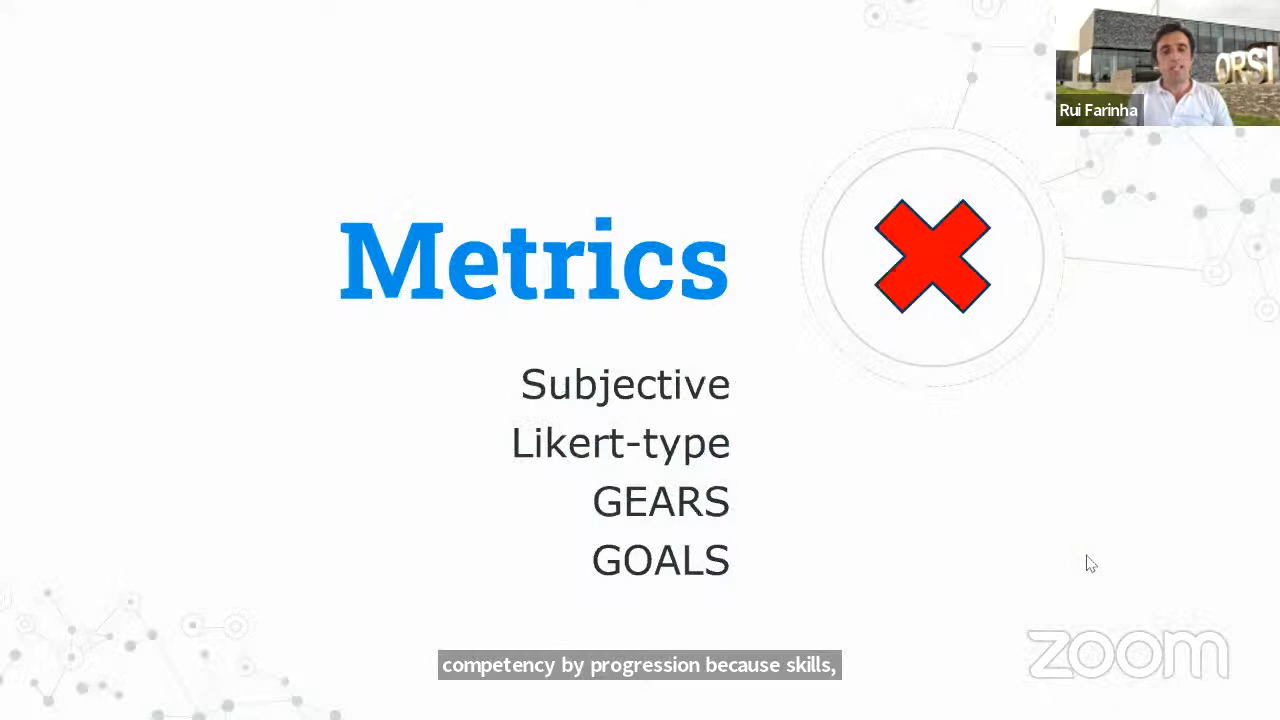 ORSI
Rui Farinha
Metrics
Subjective
Likert-type
GEARS
GOALS
competency by progression because skills,
zoom